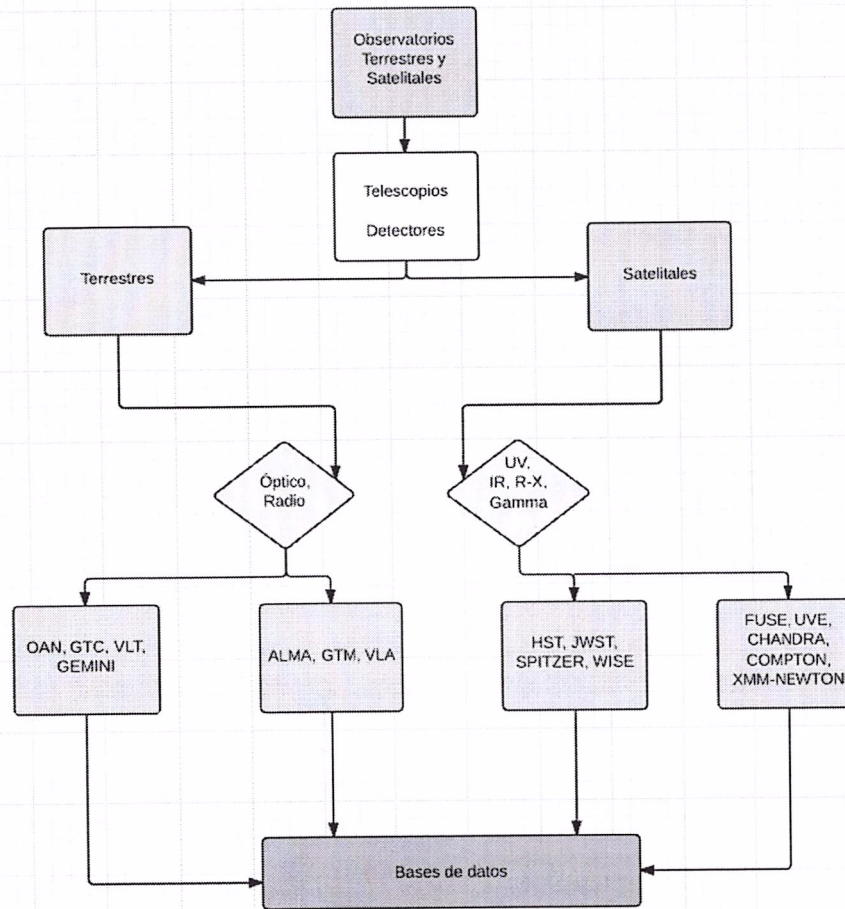 Observatorios
Terrestres y
Satelitales
Telescopios
Detectores
Terrestres
Satelitales
Óptico,
Radio
UV,
IR, R-X,
Gamma
OAN, GTC, VLT,
GEMINI
ALMA, GTM, VLA
HST, JWST,
SPITZER, WISE
FUSE, UVE,
CHANDRA,
COMPTON,
XMM-NEWTON
Bases de datos